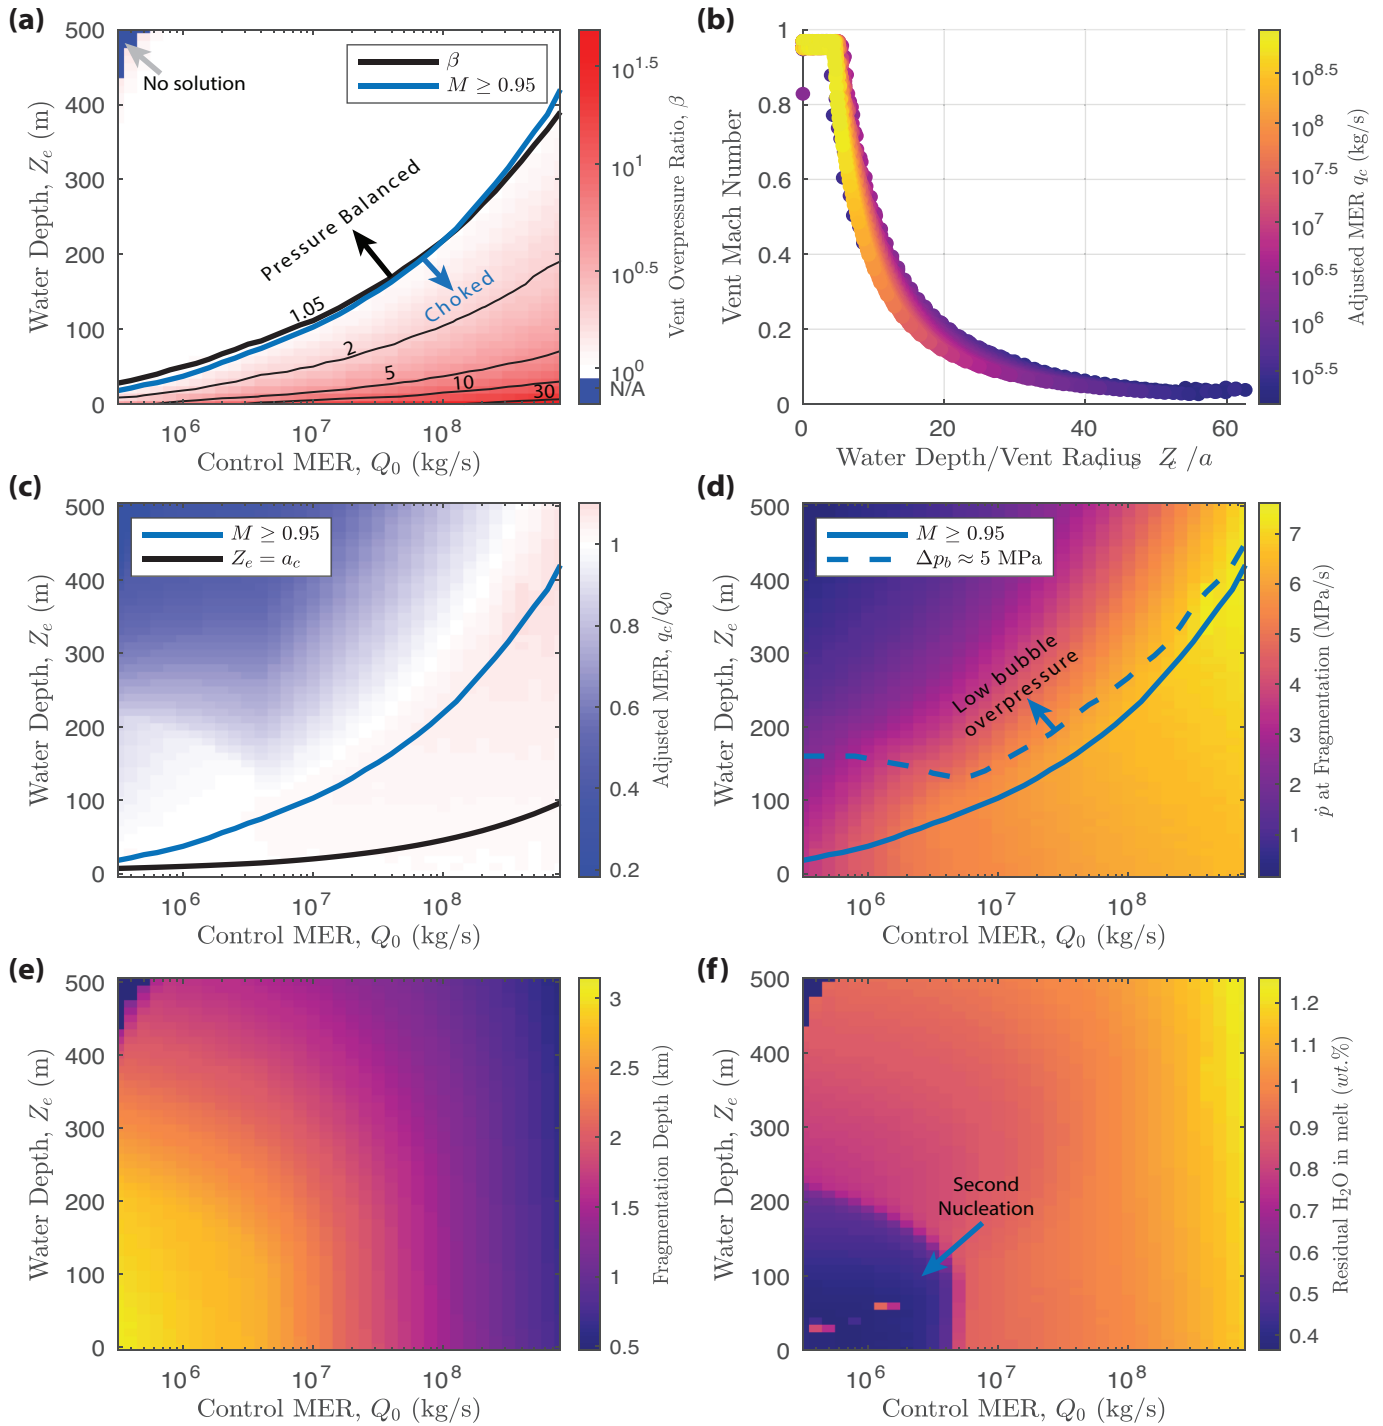 (a)
500
400
300
200
100
0
Water Depth, Z_e (m)
No solution
β
M ≥ 0.95
Pressure Balanced
Choked
1.05
2
5
10
30
10^6
10^7
10^8
Control MER, Q_0 (kg/s)
10^1.5
10^1
10^0.5
10^0
N/A
Vent Overpressure Ratio, β
(b)
1
0.8
0.6
0.4
0.2
0
Vent Mach Number
0
20
40
60
Water Depth/Vent Radius Z_e/a
10^8.5
10^8
10^7.5
10^7
10^6.5
10^6
10^5.5
Adjusted MER q_c (kg/s)
(c)
500
400
300
200
100
0
Water Depth, Z_e (m)
M ≥ 0.95
Z_e = a_c
10^6
10^7
10^8
Control MER, Q_0 (kg/s)
1
0.8
0.6
0.4
0.2
Adjusted MER, q_c/Q_0
(d)
500
400
300
200
100
0
Water Depth, Z_e (m)
M ≥ 0.95
Δp_b ≈ 5 MPa
Low bubble
overpressure
10^6
10^7
10^8
Control MER, Q_0 (kg/s)
7
6
5
4
3
2
1
ṗ at Fragmentation (MPa/s)
(e)
500
400
300
200
100
0
Water Depth, Z_e (m)
10^6
10^7
10^8
Control MER, Q_0 (kg/s)
3
2.5
2
1.5
1
0.5
Fragmentation Depth (km)
(f)
500
400
300
200
100
0
Water Depth, Z_e (m)
Second
Nucleation
10^6
10^7
10^8
Control MER, Q_0 (kg/s)
1.2
1.1
1
0.9
0.8
0.7
0.6
0.5
0.4
Residual H₂O in melt (wt.%)